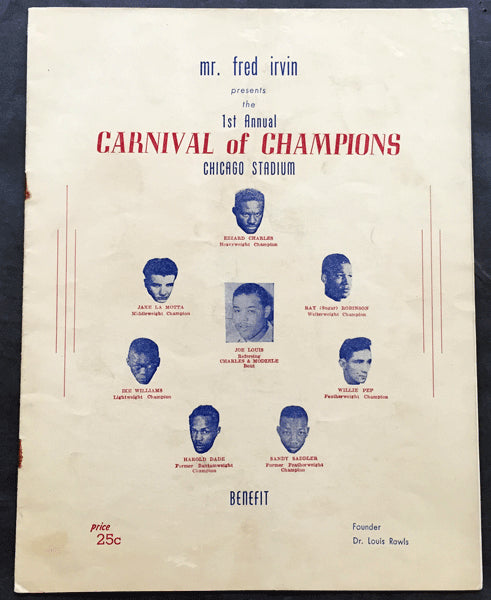 mr. fred irvin
presents
the
1st Annual
CARNIVAL of CHAMPIONS
CHICAGO STADIUM
EZZARD CHARLES
Heavyweight Champion
JAKE LA MOTTA
Middleweight Champion
RAY (Sugar) ROBINSON
Welterweight Champion
JOE LOUIS
Refereeing
CHARLES & MODERLE
Bout
IKE WILLIAMS
Lightweight Champion
WILLIE PEP
Featherweight Champion
HAROLD DADE
Former Bantamweight
Champion
SANDY SADDLER
Former Featherweight
Champion
BENEFIT
price
25c
Founder
Dr. Louis Rawls